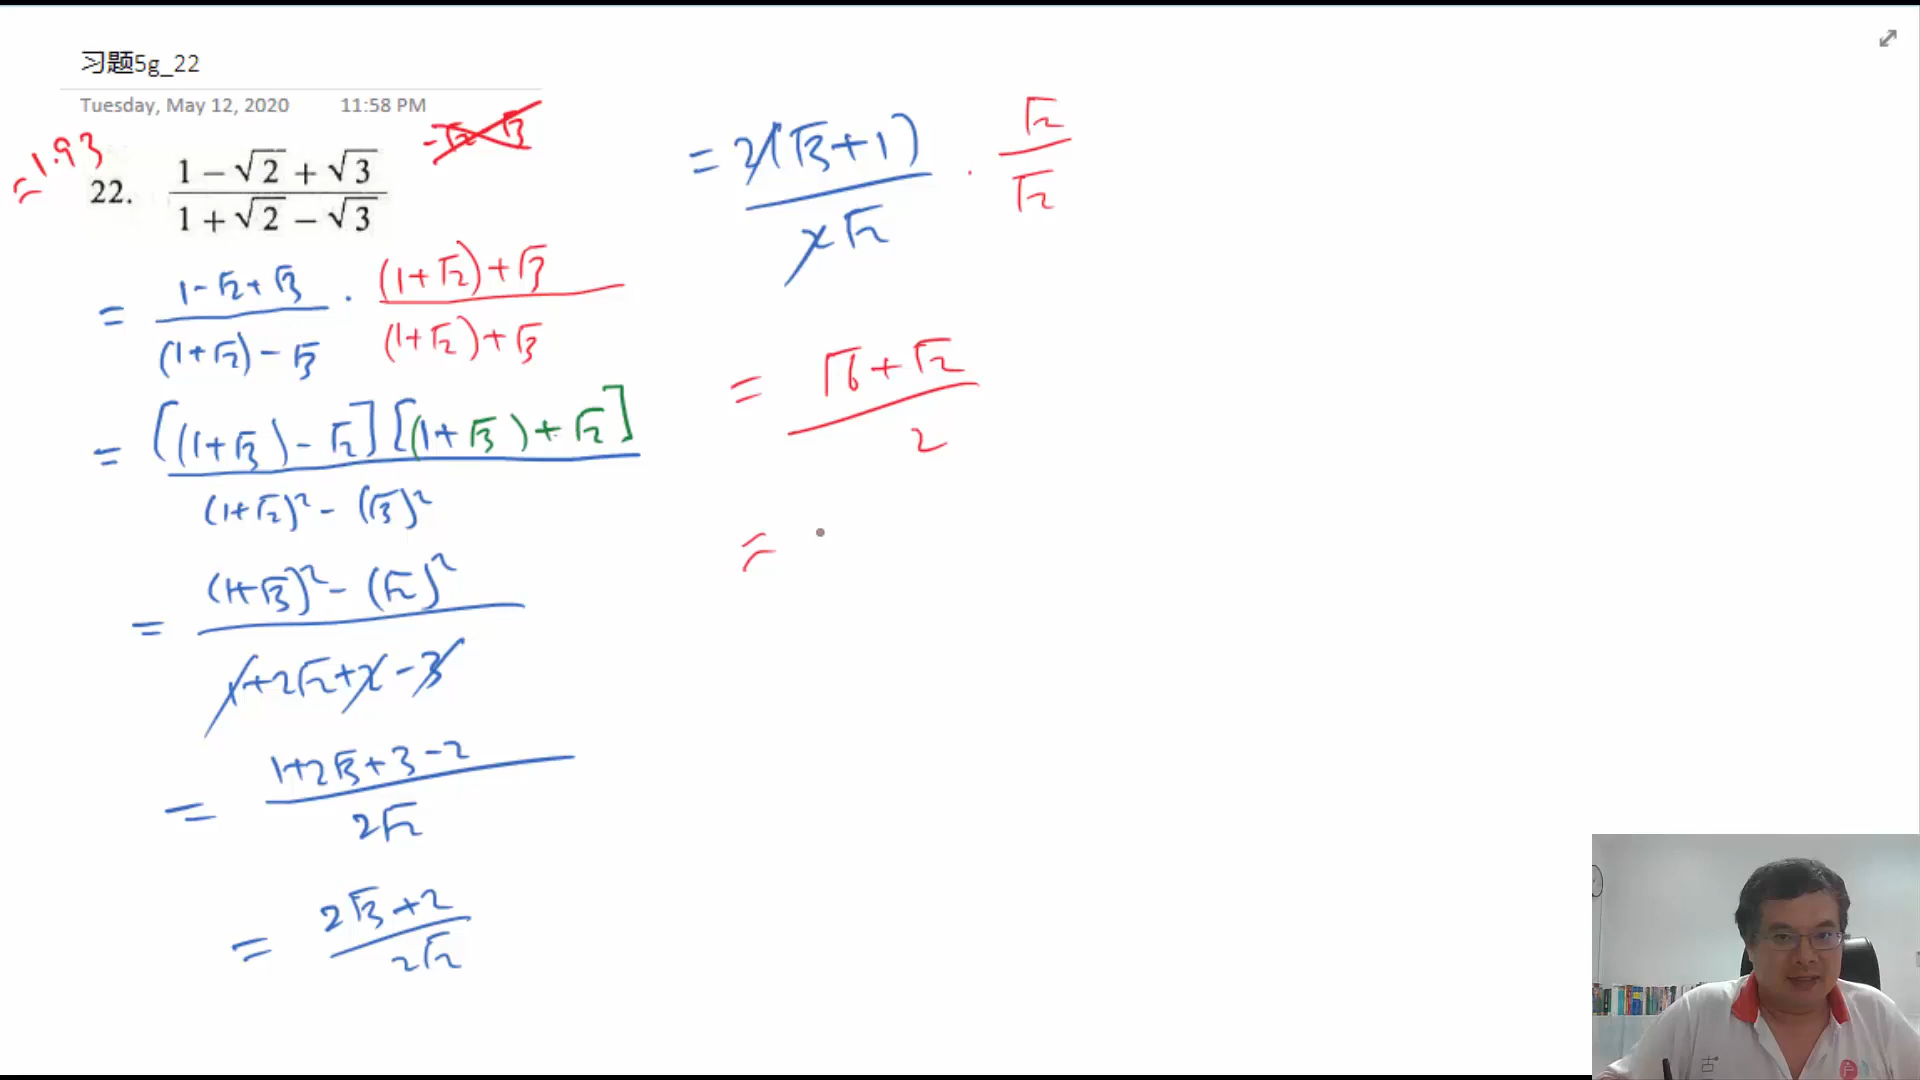 习题5g_22
Tuesday, May 12, 2020 11:58 PM
≈ 1.93
-√2 √3
22. (1 - √2 + √3) / (1 + √2 - √3)
= (1-√2+√3) / ((1+√2)-√3) · ((1+√2)+√3) / ((1+√2)+√3)
= [(1+√3)-√2][(1+√3)+√2] / ((1+√2)²-(√3)²)
= ((1+√3)²-(√2)²) / (1+2√2+2-3)
= (1+2√3+3-2) / (2√2)
= (2√3+2) / (2√2)
= 2(√3+1) / (2√2) · √2 / √2
= (√6+√2) / 2
≈
古